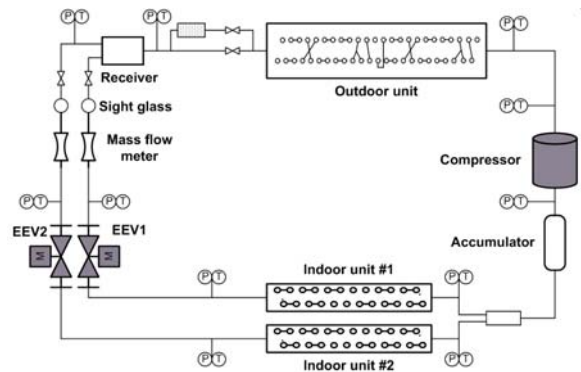 P T
P T
P T
Receiver
Outdoor unit
Sight glass
P T
Mass flow
meter
Compressor
P T
P T
P T
EEV2
EEV1
M
M
Accumulator
P T
Indoor unit #1
P T
P T
Indoor unit #2
P T